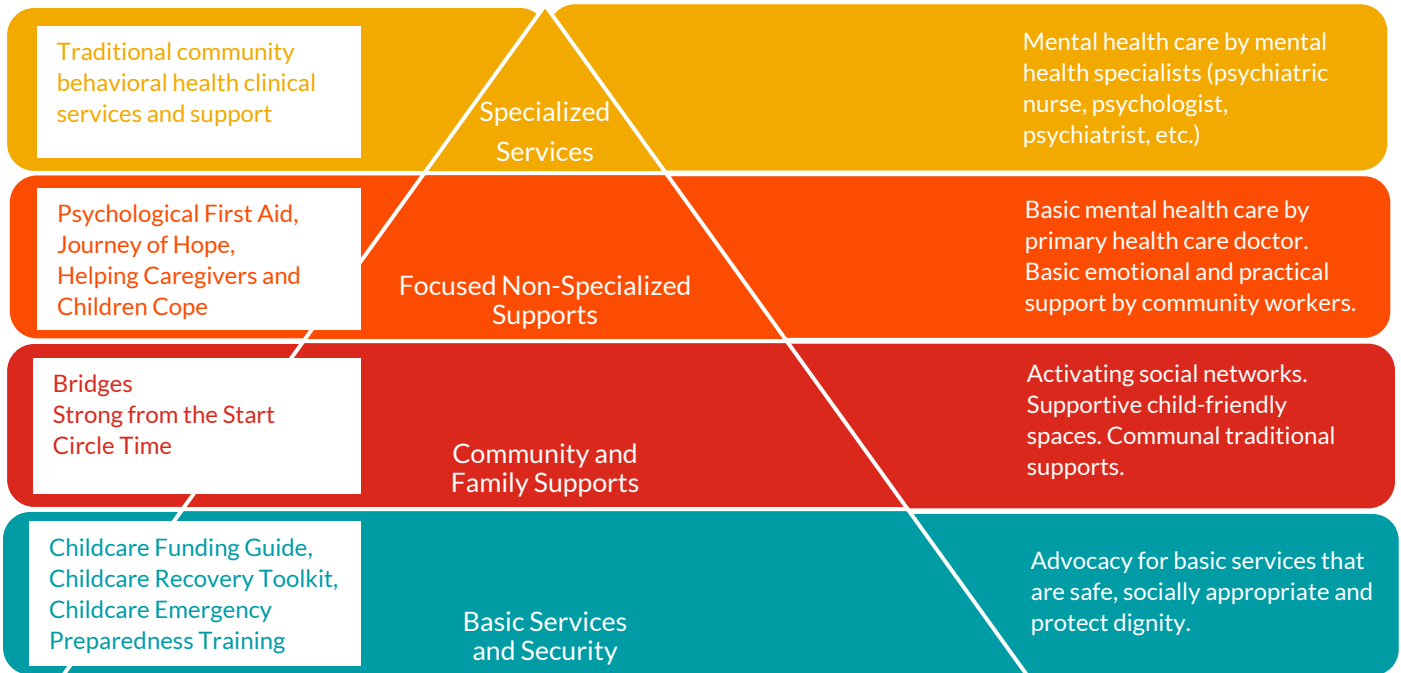 Traditional community
behavioral health clinical
services and support
Specialized
Services
Mental health care by mental
health specialists (psychiatric
nurse, psychologist,
psychiatrist, etc.)
Psychological First Aid,
Journey of Hope,
Helping Caregivers and
Children Cope
Focused Non-Specialized
Supports
Basic mental health care by
primary health care doctor.
Basic emotional and practical
support by community workers.
Bridges
Strong from the Start
Circle Time
Community and
Family Supports
Activating social networks.
Supportive child-friendly
spaces. Communal traditional
supports.
Childcare Funding Guide,
Childcare Recovery Toolkit,
Childcare Emergency
Preparedness Training
Basic Services
and Security
Advocacy for basic services that
are safe, socially appropriate and
protect dignity.